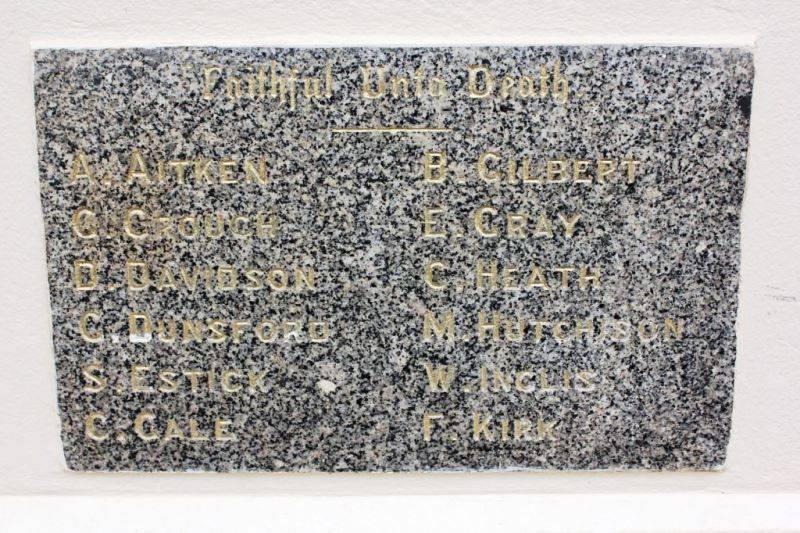 "Faithful Unto Death."
A. AITKEN
G. CROUCH
D. DAVIDSON
C. DUNSFORD
S. ESTICK
C. GALE
B. GILBERT
E. GRAY
C. HEATH
M. HUTCHISON
W. INGLIS
F. KIRK